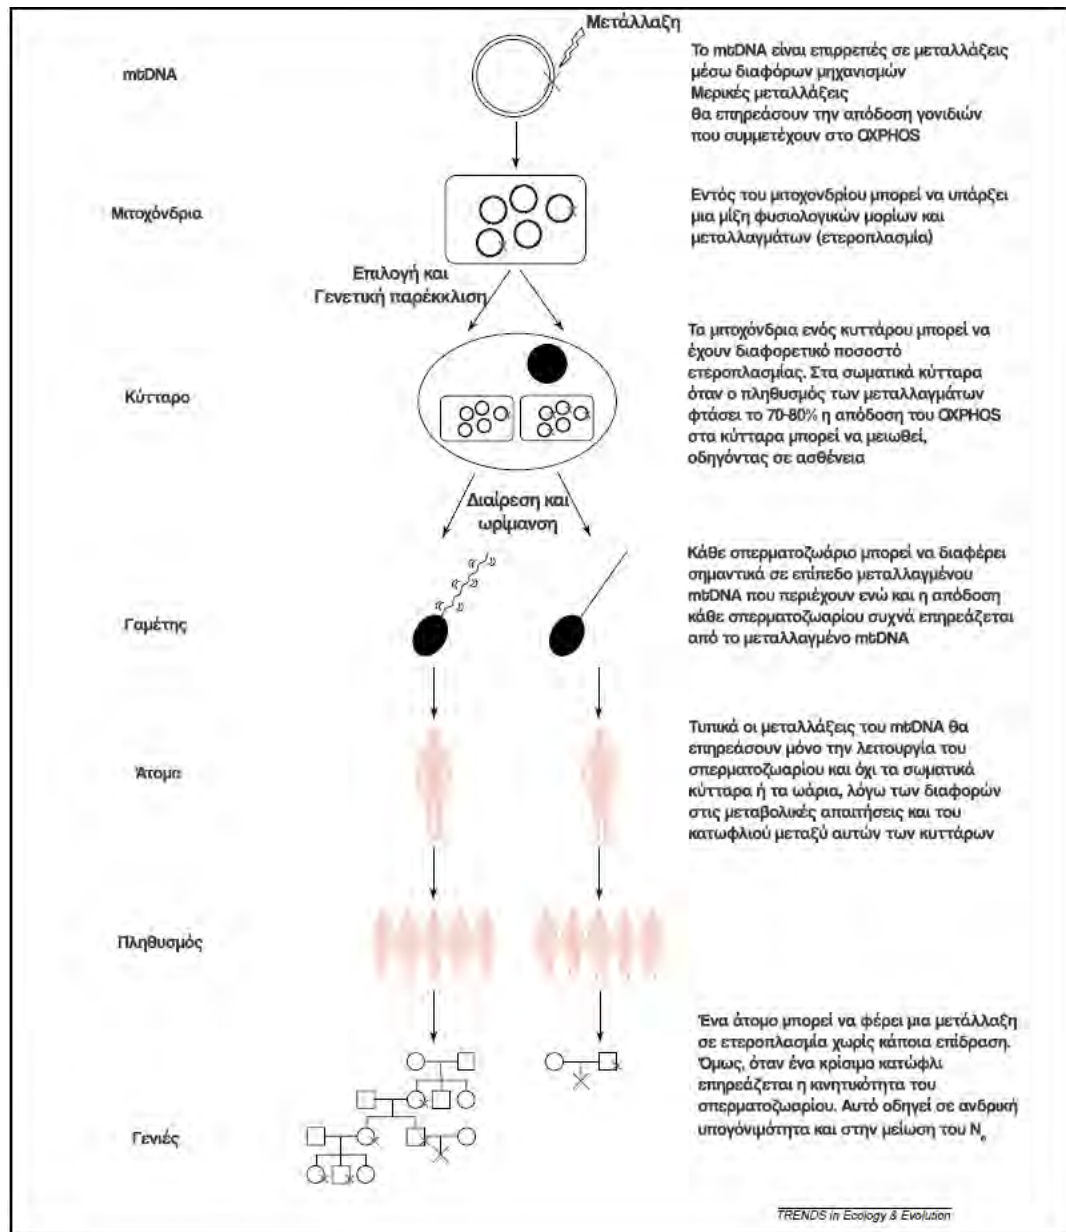 Μετάλλαξη
mtDNA
Το mtDNA είναι επιρρεπές σε μεταλλάξεις
μέσω διαφόρων μηχανισμών
Μερικές μεταλλάξεις
θα επηρεάσουν την απόδοση γονιδιών
που συμμετέχουν στο OXPHOS
Μιτοχόνδρια
Εντός του μιτοχονδρίου μπορεί να υπάρξει
μια μίξη φυσιολογικών μορίων και
μεταλλαγμάτων (ετεροπλασμία)
Επιλογή και
Γενετική παρέκκλιση
Κύτταρο
Τα μιτοχόνδρια ενός κυττάρου μπορεί να
έχουν διαφορετικό ποσοστό
ετεροπλασμίας. Στα σωματικά κύτταρα
όταν ο πληθυσμός των μεταλλαγμάτων
φτάσει το 70-80% η απόδοση του OXPHOS
στα κύτταρα μπορεί να μειωθεί,
οδηγόντας σε ασθένεια
Διαίρεση και
ωρίμανση
Γαμέτης
Κάθε σπερματοζωάριο μπορεί να διαφέρει
σημαντικά σε επίπεδο μεταλλαγμένου
mtDNA που περιέχουν ενώ και η απόδοση
κάθε σπερματοζωαρίου συχνά επηρεάζεται
από το μεταλλαγμένο mtDNA
Άτομο
Τυπικά οι μεταλλάξεις του mtDNA θα
επηρεάσουν μόνο την λειτουργία του
σπερματοζωαρίου και όχι τα σωματικά
κύτταρα ή τα ωάρια, λόγω των διαφορών
στις μεταβολικές απαιτήσεις και του
κατωφλιού μεταξύ αυτών των κυττάρων
Πληθυσμός
Γενιές
Ένα άτομο μπορεί να φέρει μια μετάλλαξη
σε ετεροπλασμία χωρίς κάποια επίδραση.
Όμως, όταν ένα κρίσιμο κατώφλι
επηρεάζεται η κινητικότητα του
σπερματοζωαρίου. Αυτό οδηγεί σε ανδρική
υπογόνιμότητα και στην μείωση του Nₑ
TRENDS in Ecology & Evolution